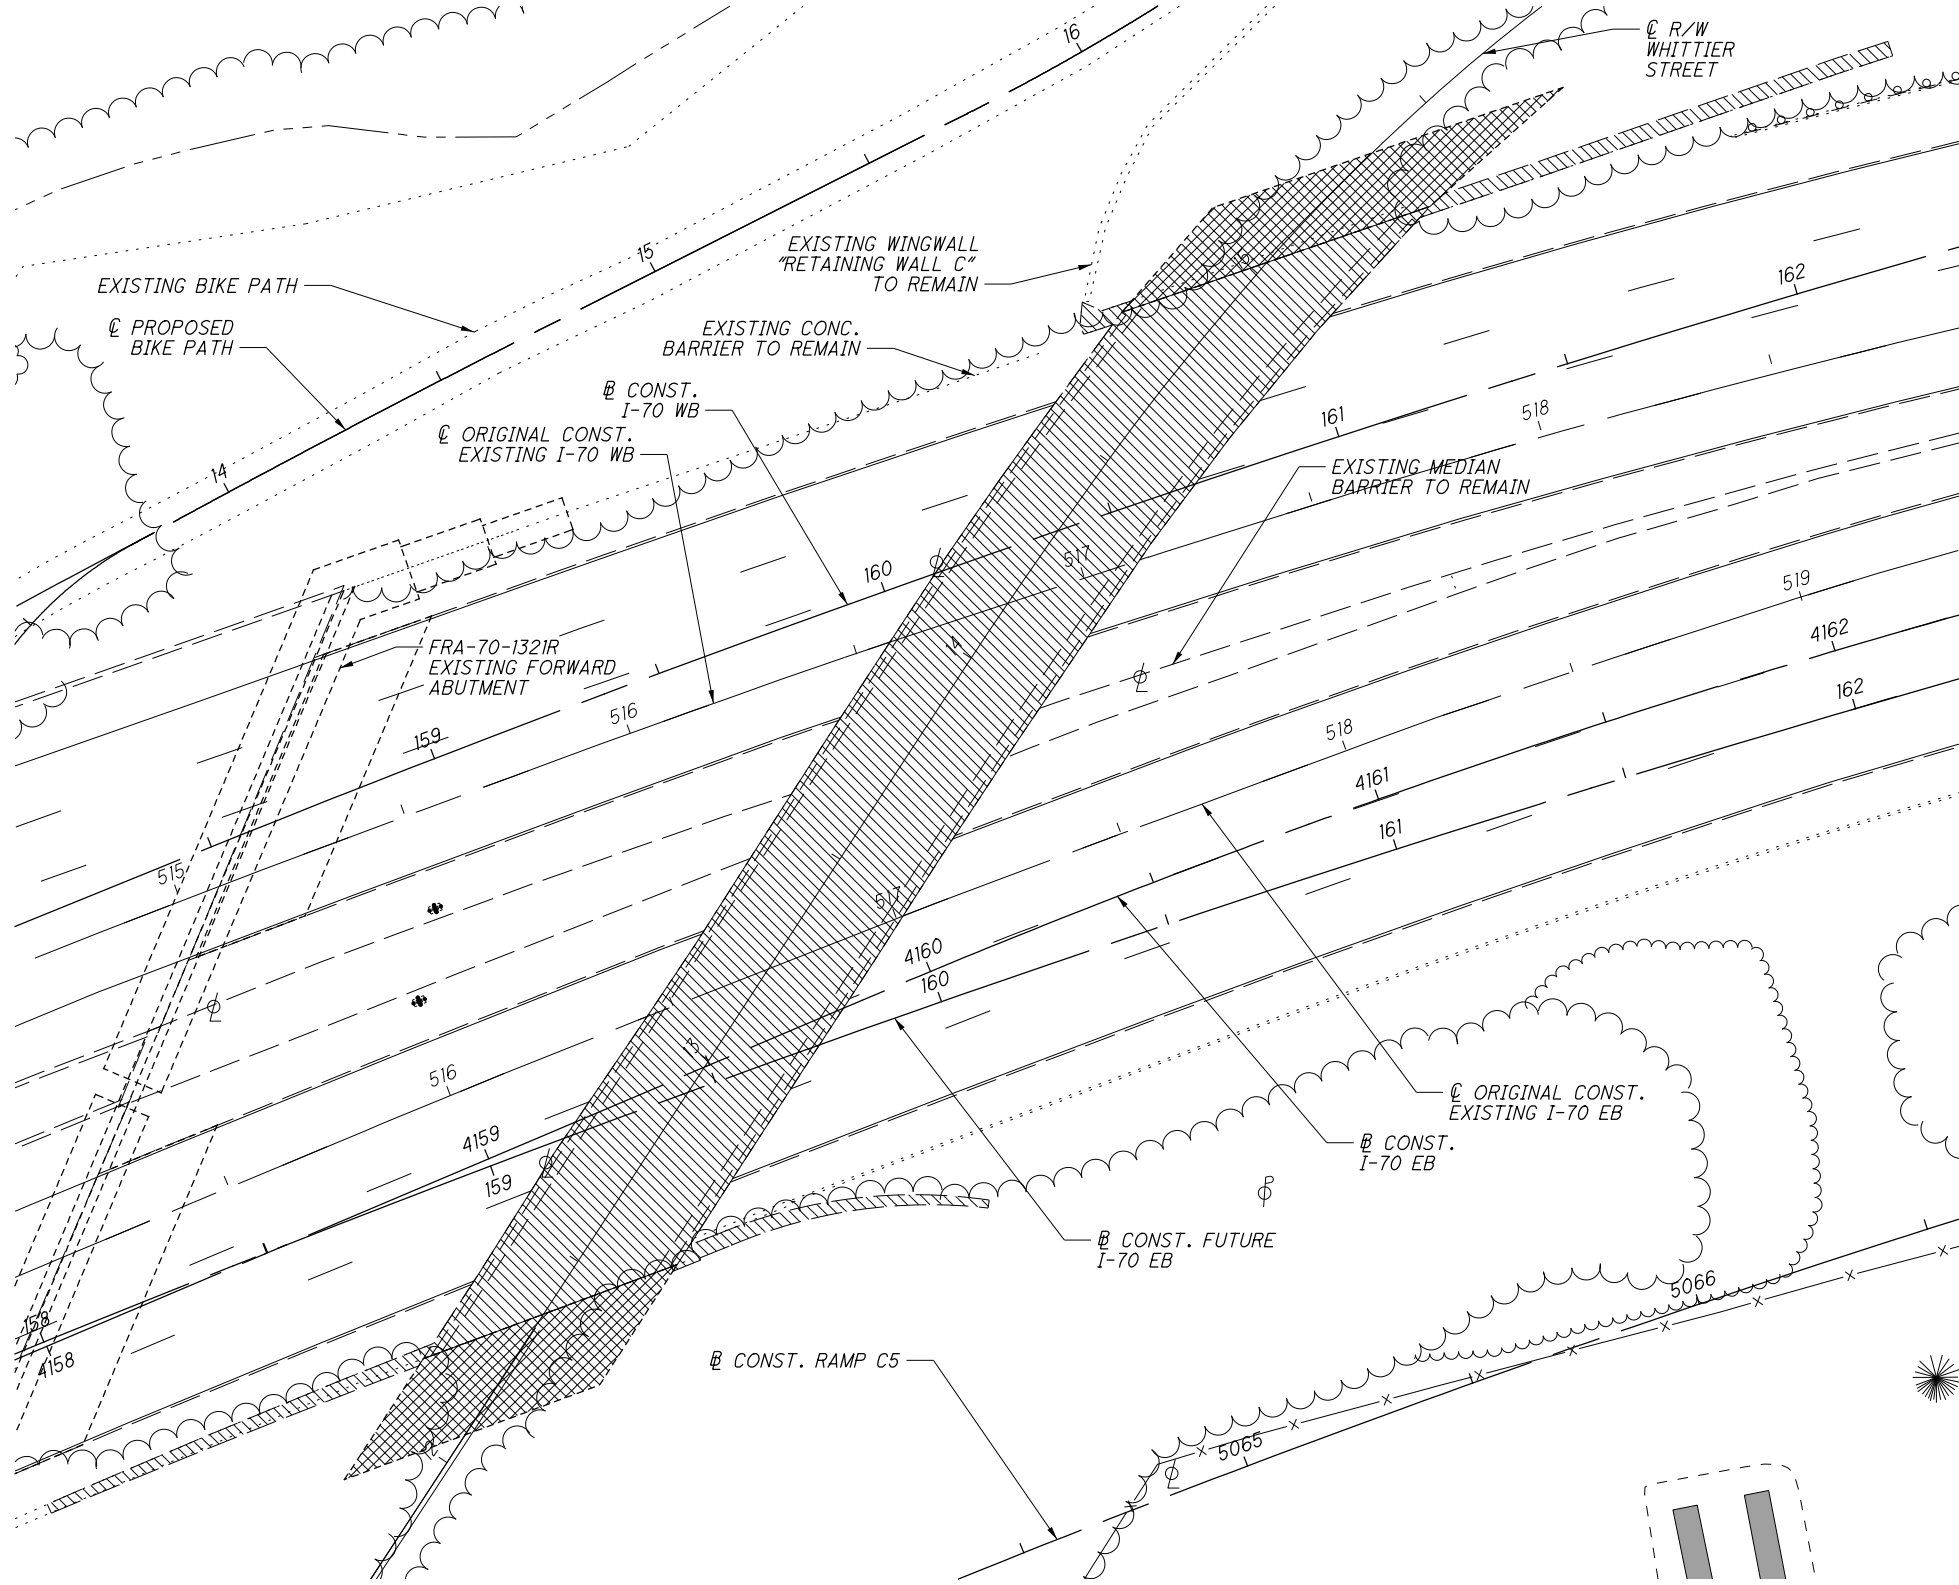 ℄ R/W
WHITTIER
STREET
16
15
14
EXISTING WINGWALL
"RETAINING WALL C"
TO REMAIN
EXISTING BIKE PATH
℄ PROPOSED
BIKE PATH
EXISTING CONC.
BARRIER TO REMAIN
162
161
518
℄ CONST.
I-70 WB
℄ ORIGINAL CONST.
EXISTING I-70 WB
EXISTING MEDIAN
BARRIER TO REMAIN
160
517
14
519
4162
162
FRA-70-1321R
EXISTING FORWARD
ABUTMENT
159
516
518
4161
161
515
517
4160
160
13
516
4159
159
℄ ORIGINAL CONST.
EXISTING I-70 EB
℄ CONST.
I-70 EB
℄ CONST. FUTURE
I-70 EB
158
4158
5066
℄ CONST. RAMP C5
5065
12